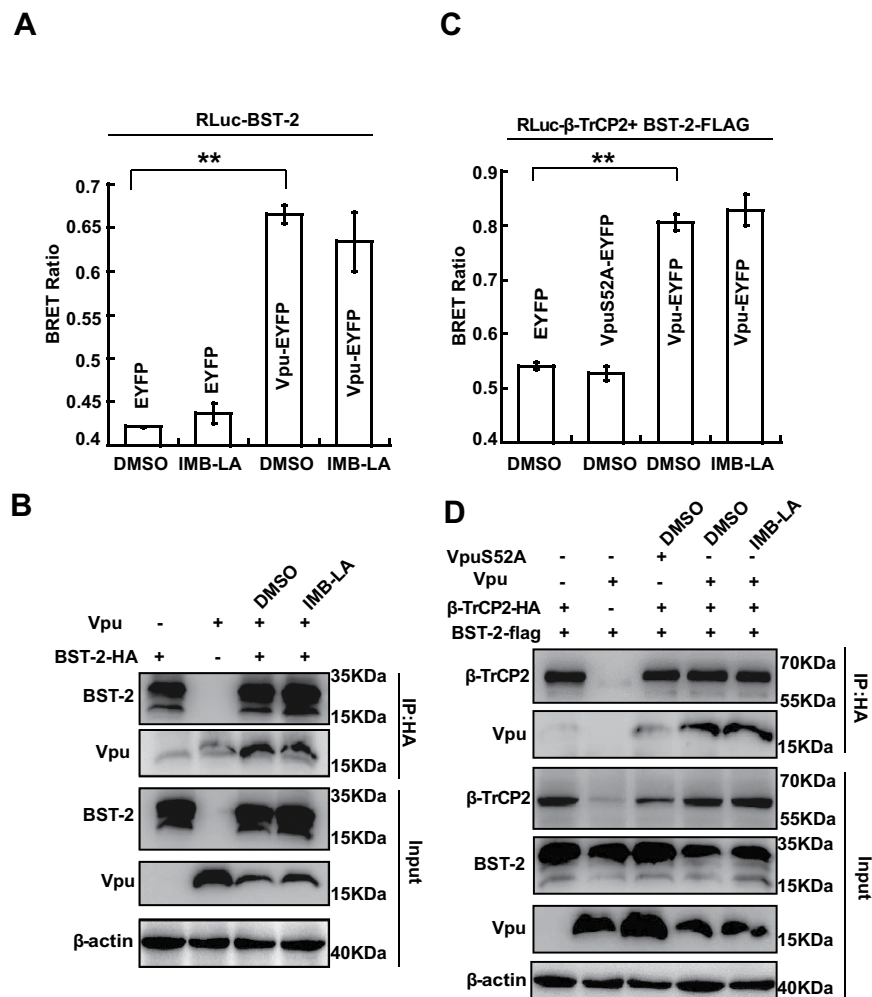 A
RLuc-BST-2
**
0.7
0.65
0.6
0.55
0.5
0.45
0.4
BRET Ratio
EYFP
EYFP
Vpu-EYFP
Vpu-EYFP
DMSO IMB-LA DMSO IMB-LA
C
RLuc-β-TrCP2+ BST-2-FLAG
**
0.9
0.8
0.7
0.6
0.5
0.4
BRET Ratio
EYFP
VpuS52A-EYFP
Vpu-EYFP
Vpu-EYFP
DMSO DMSO DMSO IMB-LA
B
DMSO
IMB-LA
Vpu - + + +
BST-2-HA + - + +
BST-2
35KDa
15KDa
Vpu
15KDa
IP:HA
BST-2
35KDa
15KDa
Vpu
15KDa
β-actin
40KDa
Input
D
DMSO
DMSO
IMB-LA
VpuS52A - - + - -
Vpu - + - + +
β-TrCP2-HA + - + + +
BST-2-flag + + + + +
β-TrCP2
70KDa
55KDa
Vpu
15KDa
IP:HA
β-TrCP2
70KDa
55KDa
BST-2
35KDa
15KDa
Vpu
15KDa
β-actin
40KDa
Input